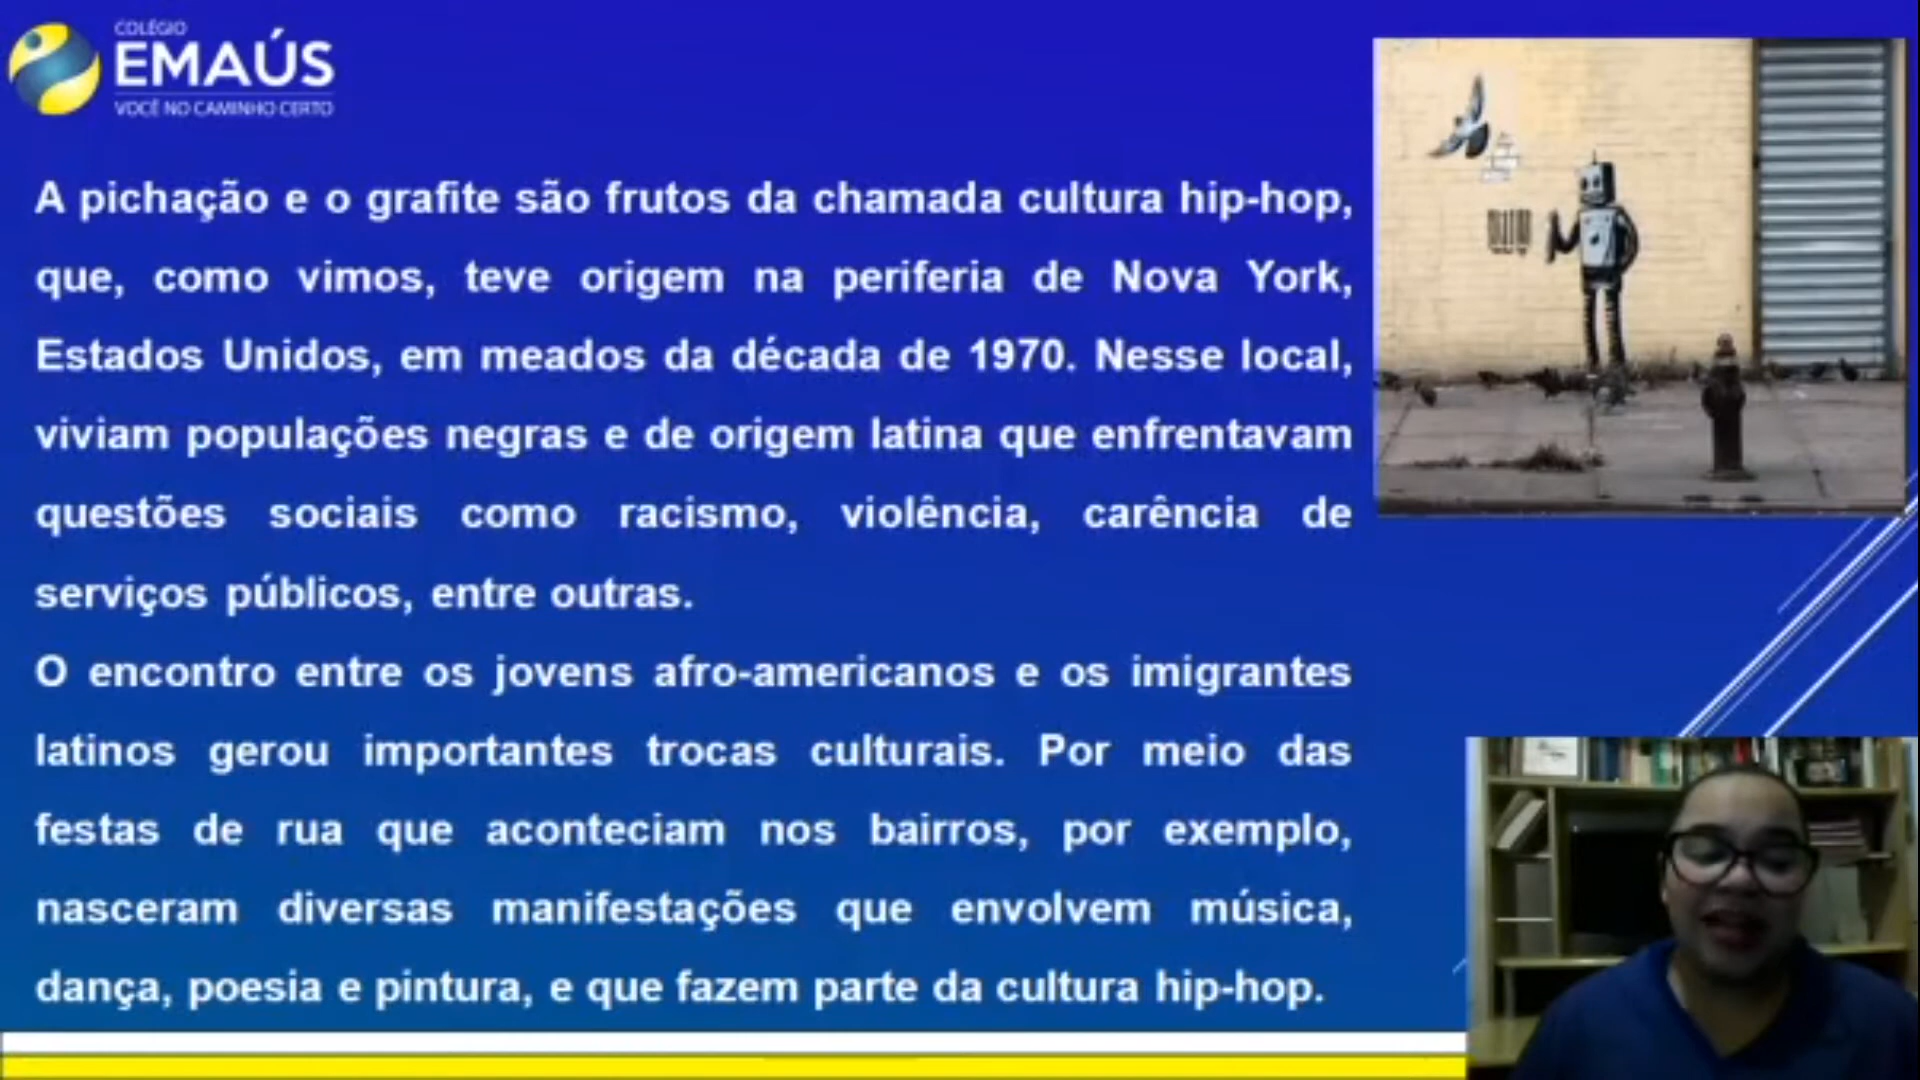 COLÉGIO
EMAÚS
VOCÊ NO CAMINHO CERTO
A pichação e o grafite são frutos da chamada cultura hip-hop,
que, como vimos, teve origem na periferia de Nova York,
Estados Unidos, em meados da década de 1970. Nesse local,
viviam populações negras e de origem latina que enfrentavam
questões sociais como racismo, violência, carência de
serviços públicos, entre outras.
O encontro entre os jovens afro-americanos e os imigrantes
latinos gerou importantes trocas culturais. Por meio das
festas de rua que aconteciam nos bairros, por exemplo,
nasceram diversas manifestações que envolvem música,
dança, poesia e pintura, e que fazem parte da cultura hip-hop.